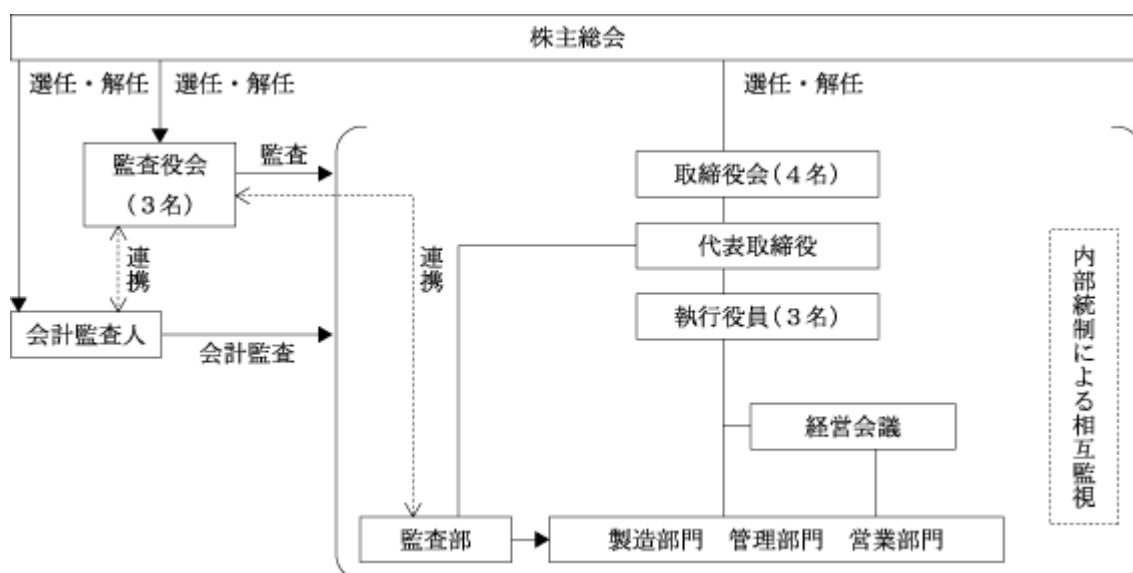 株主総会
選任・解任
選任・解任
選任・解任
監査役会
(3名)
監査
取締役会(4名)
代表取締役
連携
連携
内部統制による相互監視
執行役員(3名)
会計監査人
会計監査
経営会議
監査部
製造部門 管理部門 営業部門